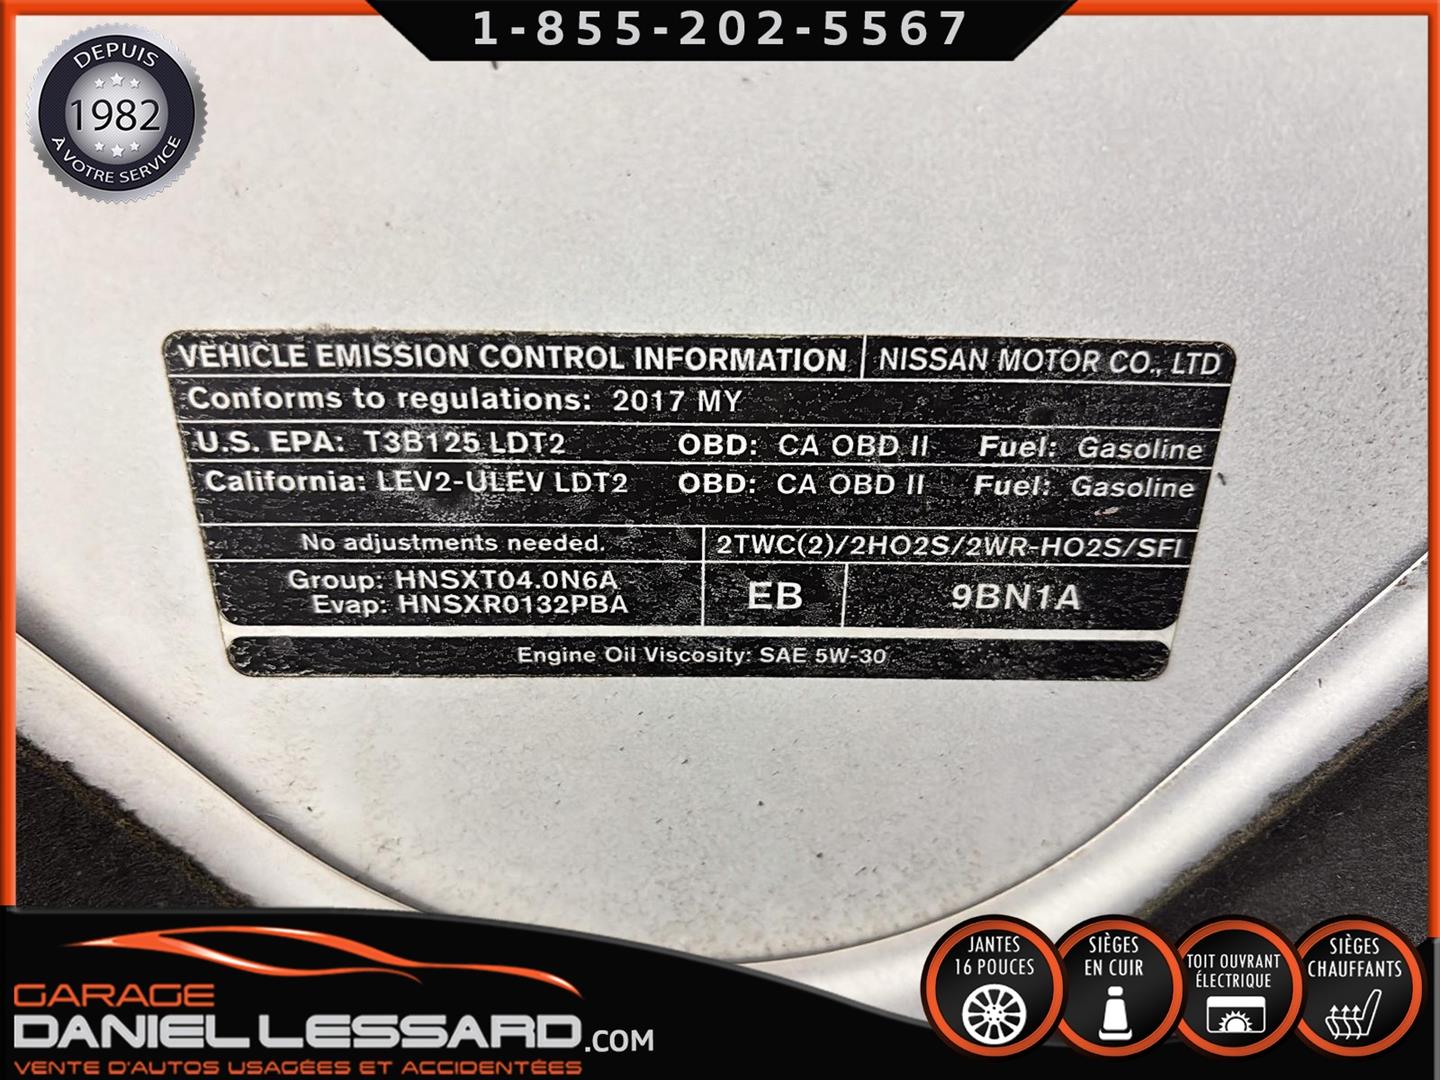 1-855-202-5567
DEPUIS
1982
À VOTRE SERVICE
VEHICLE EMISSION CONTROL INFORMATION NISSAN MOTOR CO., LTD
Conforms to regulations: 2017 MY
U.S. EPA: T3B125 LDT2 OBD: CA OBD II Fuel: Gasoline
California: LEV2-ULEV LDT2 OBD: CA OBD II Fuel: Gasoline
No adjustments needed. 2TWC(2)/2HO2S/2WR-HO2S/SFI
Group: HNSXT04.0N6A
Evap: HNSXR0132PBA
EB 9BN1A
Engine Oil Viscosity: SAE 5W-30
GARAGE
DANIEL LESSARD.COM
VENTE D'AUTOS USAGÉES ET ACCIDENTÉES
JANTES
16 POUCES
SIÈGES
EN CUIR
TOIT OUVRANT
ÉLECTRIQUE
SIÈGES
CHAUFFANTS